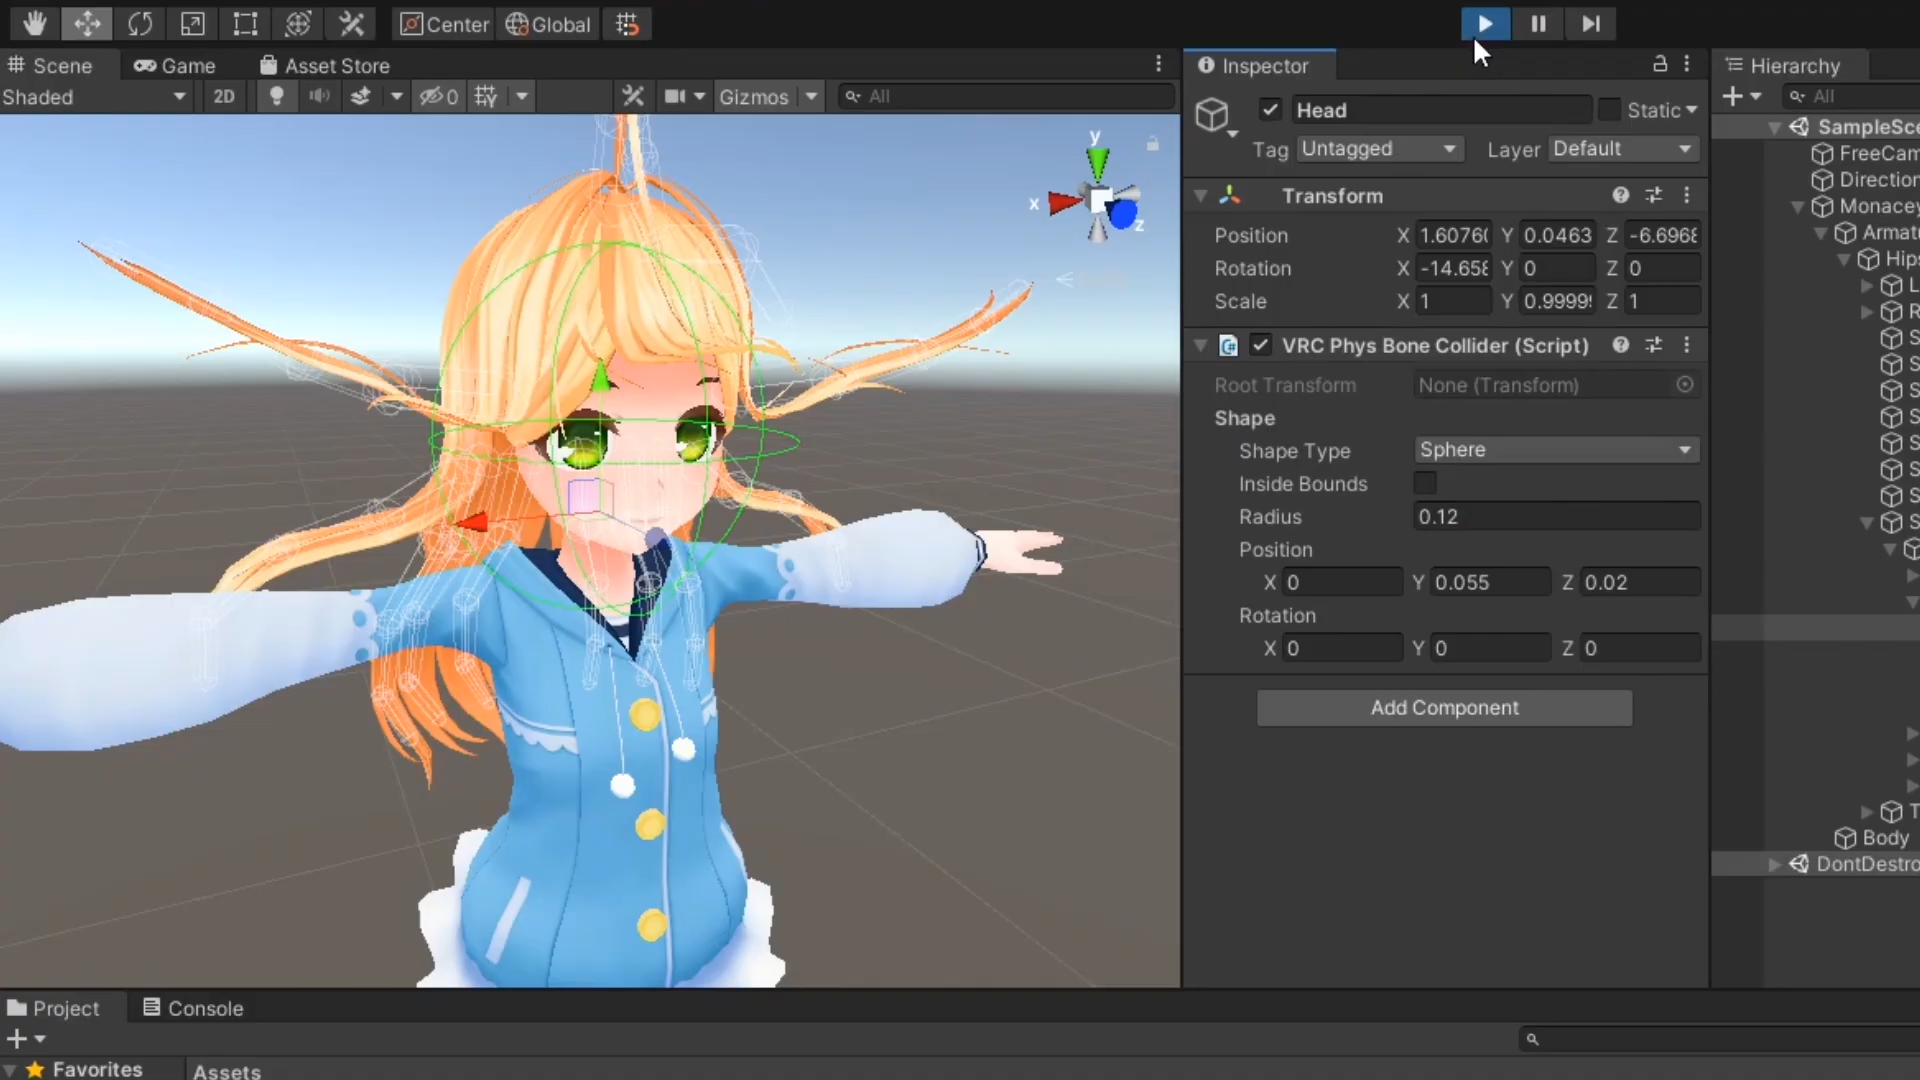 Center Global
Scene Game Asset Store
Shaded 2D 0 Gizmos All
y
x
z
Inspector
Head Static
Tag Untagged Layer Default
Transform
Position X 1.6076( Y 0.0463 Z -6.6968
Rotation X -14.658 Y 0 Z 0
Scale X 1 Y 0.9999! Z 1
VRC Phys Bone Collider (Script)
Root Transform None (Transform)
Shape
Shape Type Sphere
Inside Bounds
Radius 0.12
Position
X 0 Y 0.055 Z 0.02
Rotation
X 0 Y 0 Z 0
Add Component
Hierarchy
All
SampleSce
FreeCam
Direction
Monacey
Armatu
Hips
L
R
S
S
S
S
S
S
S
S
T
Body
DontDestro
Project Console
Favorites Assets